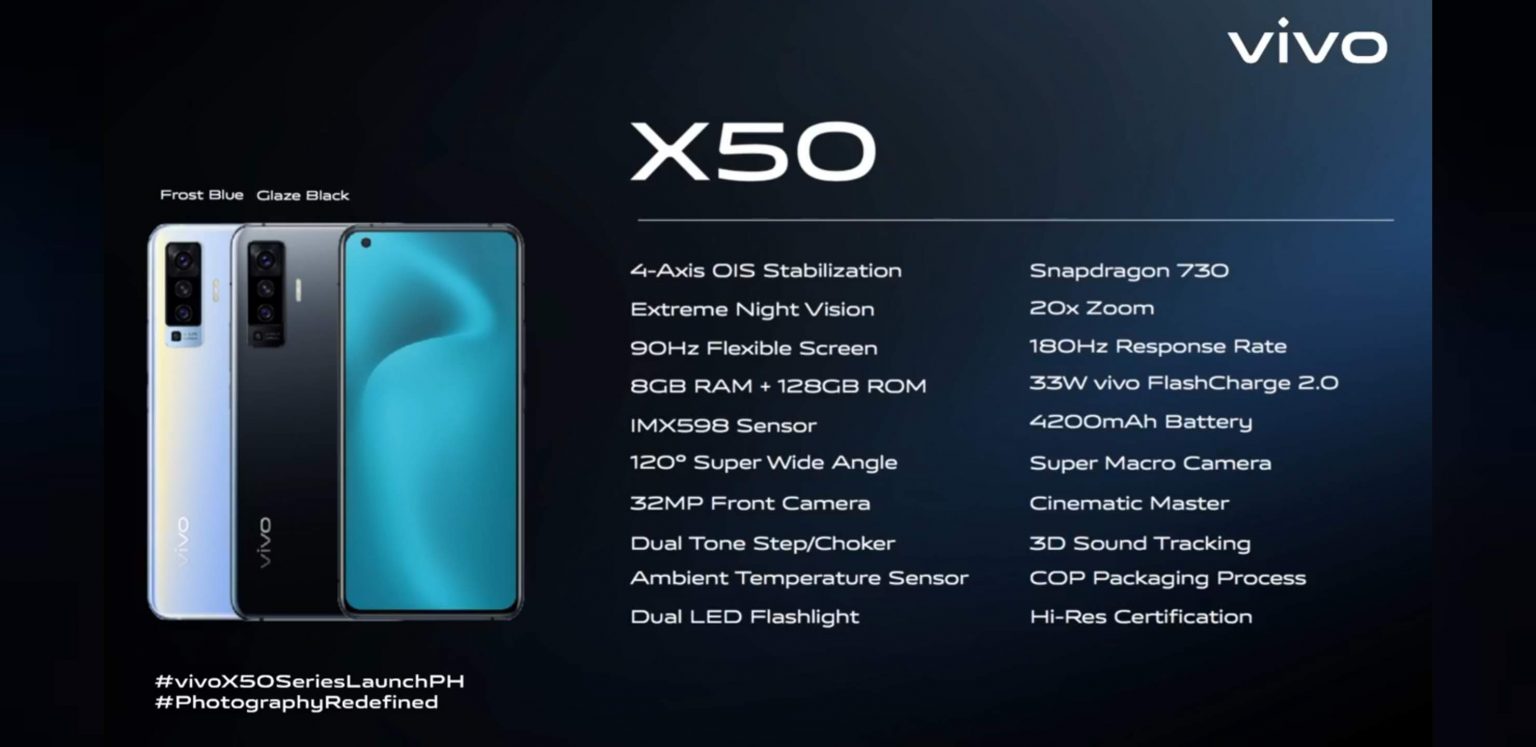 vivo
X50
Frost Blue Glaze Black
4-Axis OIS Stabilization
Extreme Night Vision
90Hz Flexible Screen
8GB RAM + 128GB ROM
IMX598 Sensor
120° Super Wide Angle
32MP Front Camera
Dual Tone Step/Choker
Ambient Temperature Sensor
Dual LED Flashlight
Snapdragon 730
20x Zoom
180Hz Response Rate
33W vivo FlashCharge 2.0
4200mAh Battery
Super Macro Camera
Cinematic Master
3D Sound Tracking
COP Packaging Process
Hi-Res Certification
vivo
vivo
#vivoX50SeriesLaunchPH
#PhotographyRedefined